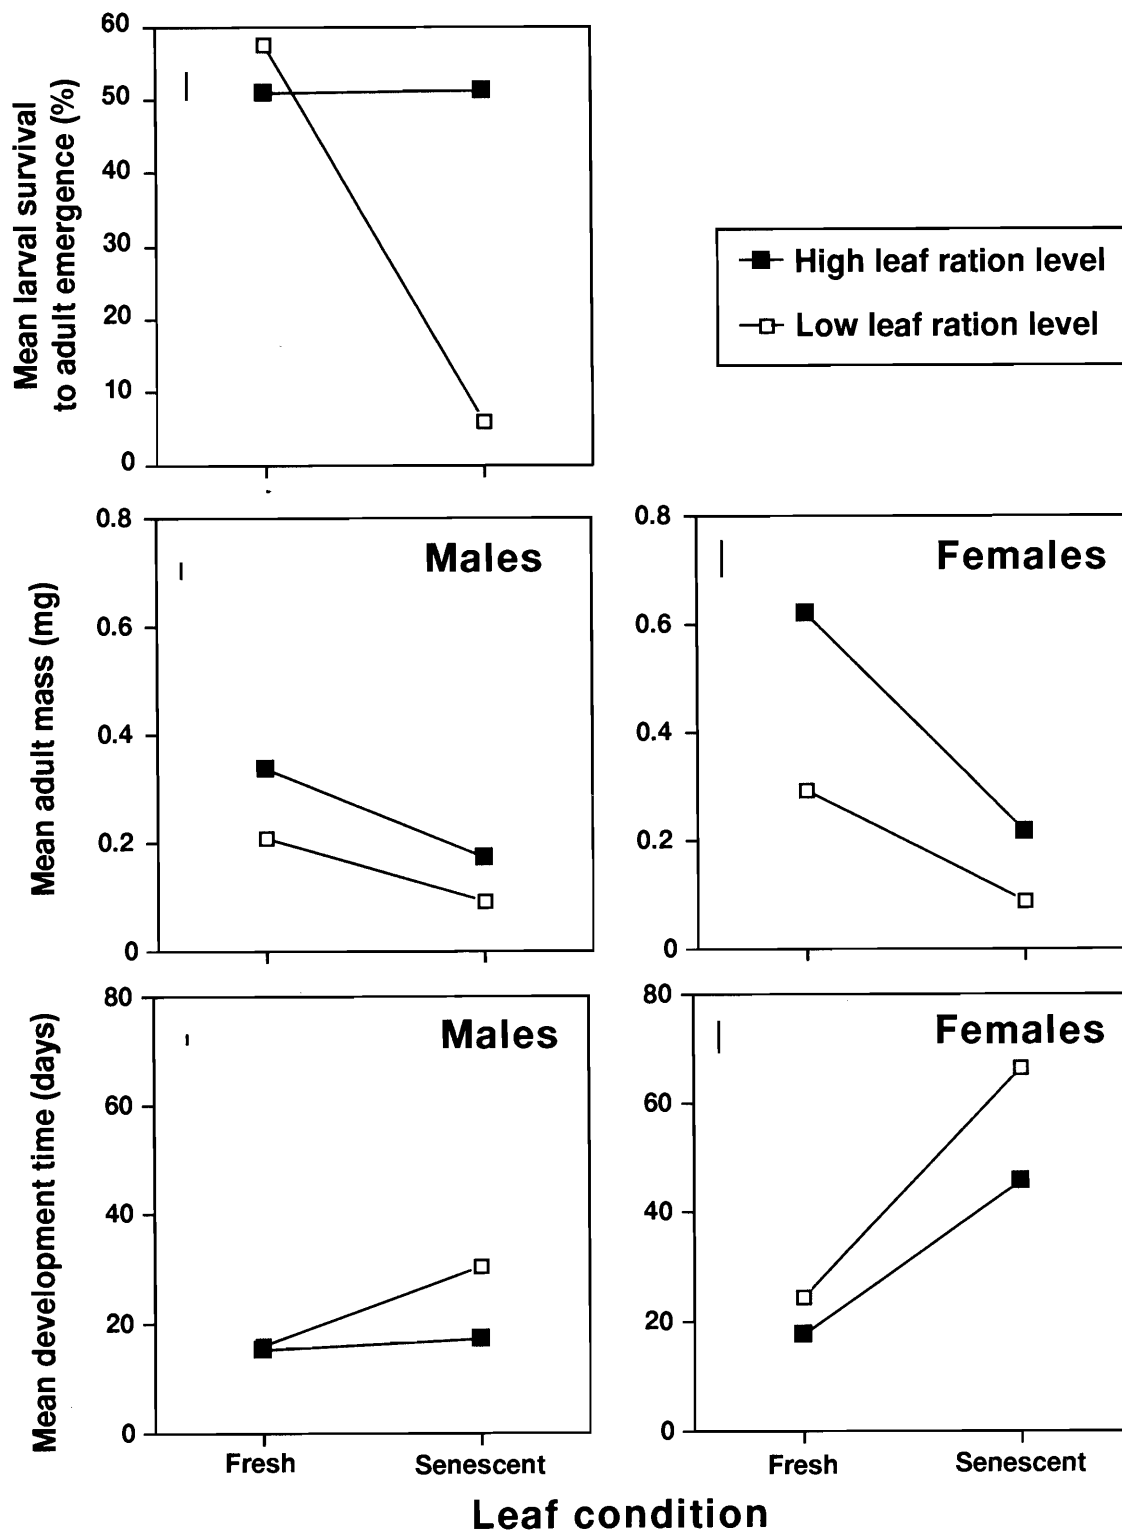 Mean larval survival
to adult emergence (%)
60
50
40
30
20
10
0
High leaf ration level
Low leaf ration level
Mean adult mass (mg)
0.8
0.6
0.4
0.2
0
Males
0.8
0.6
0.4
0.2
0
Females
Mean development time (days)
80
60
40
20
0
Males
Fresh
Senescent
80
60
40
20
0
Females
Fresh
Senescent
Leaf condition